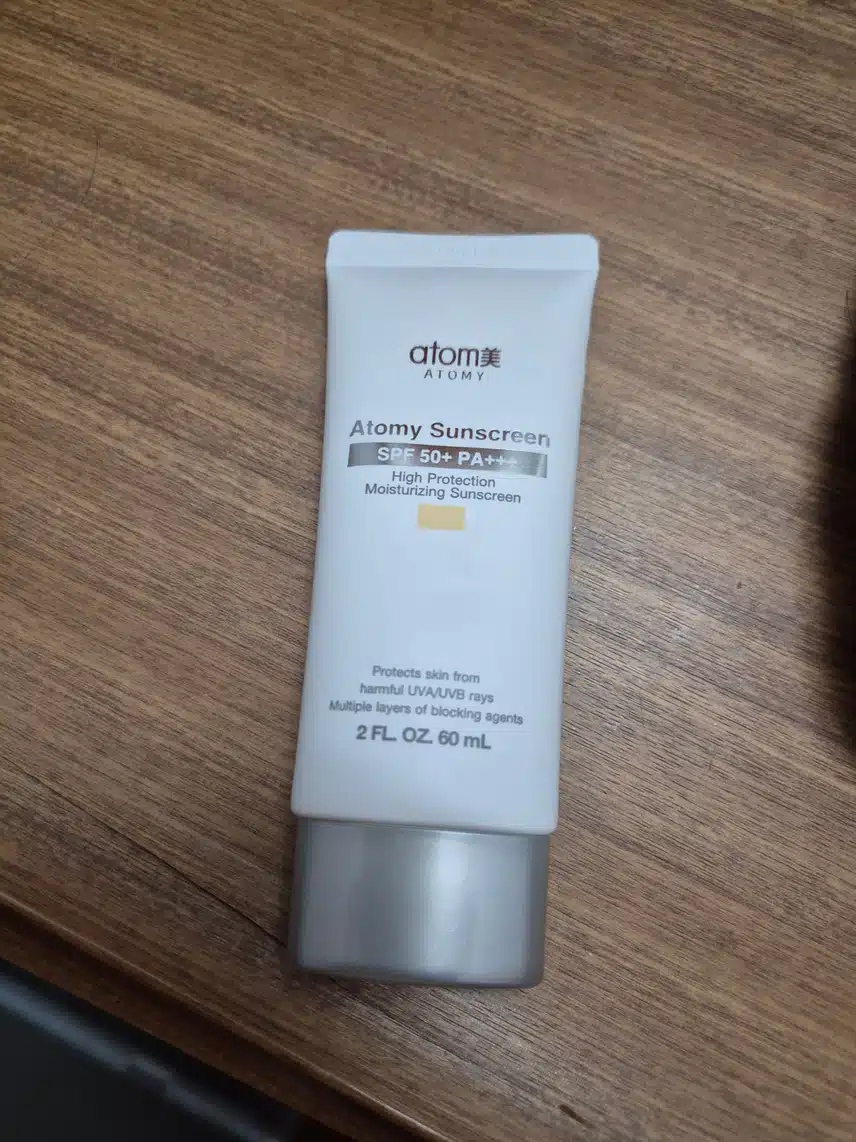 atom美
ATOMY
Atomy Sunscreen
SPF 50+ PA+++
High Protection
Moisturizing Sunscreen
Protects skin from
harmful UVA/UVB rays
Multiple layers of blocking agents
2 FL. OZ. 60 mL